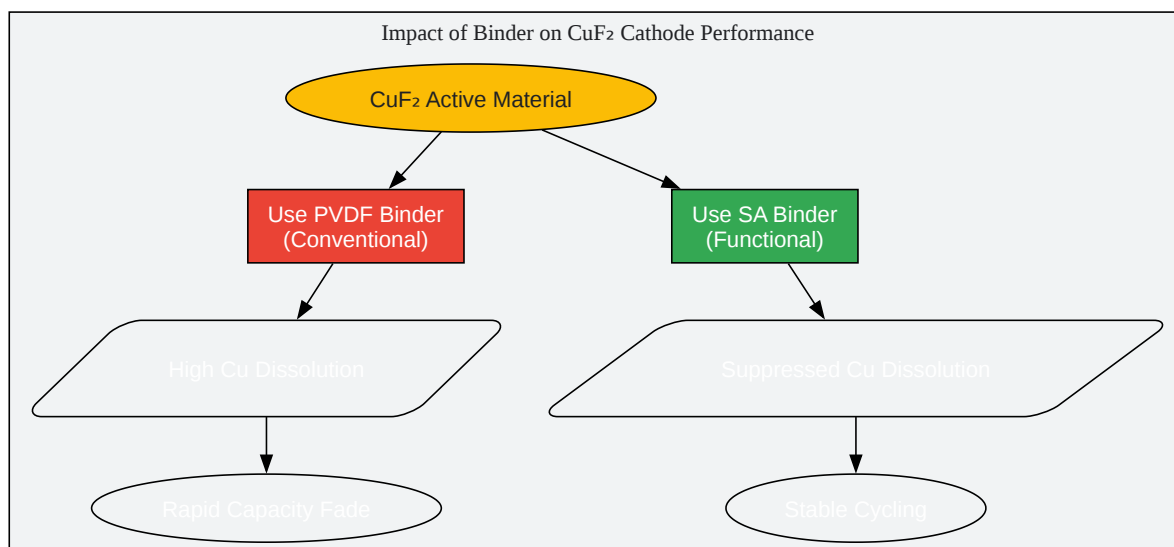 Impact of Binder on CuF₂ Cathode Performance
CuF₂ Active Material
Use PVDF Binder
(Conventional)
Use SA Binder
(Functional)
High Cu Dissolution
Suppressed Cu Dissolution
Rapid Capacity Fade
Stable Cycling